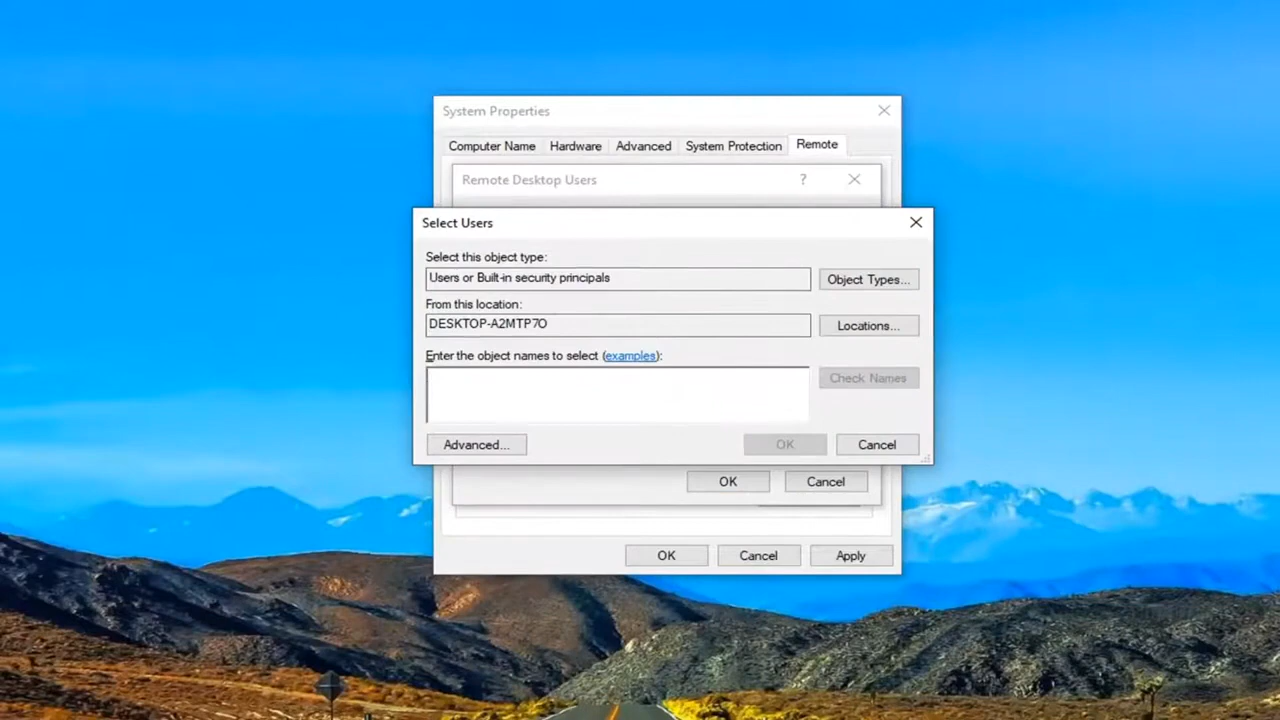 System Properties
Computer Name Hardware Advanced System Protection Remote
Remote Desktop Users ?
Select Users
Select this object type:
Users or Built-in security principals Object Types...
From this location:
DESKTOP-A2MTP7O Locations...
Enter the object names to select (examples):
Check Names
Advanced... OK Cancel
OK Cancel
OK Cancel Apply